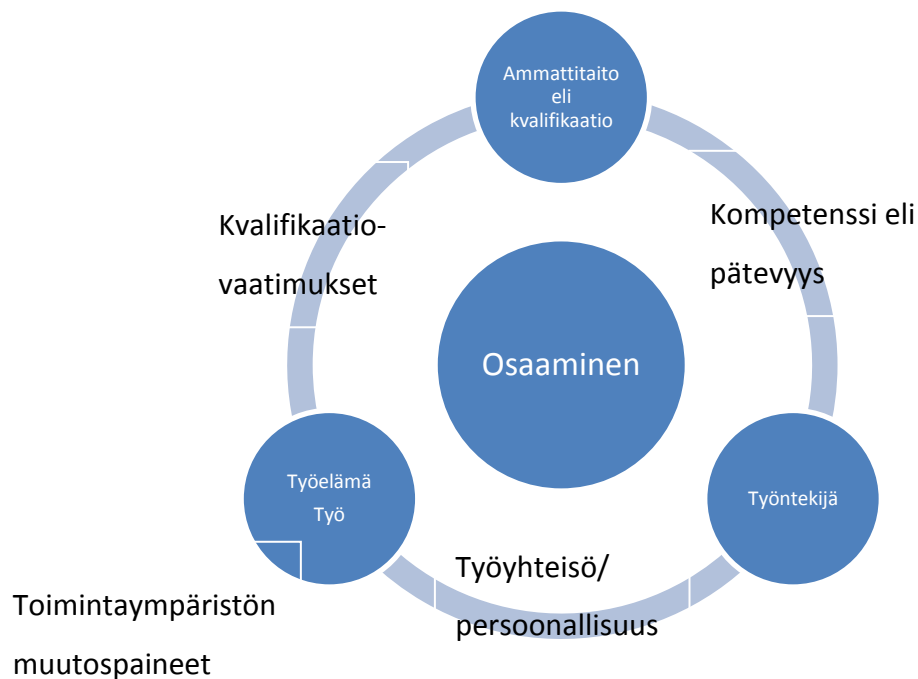 Ammattitaito
eli
kvalifikaatio
Kvalifikaatio-
vaatimukset
Kompetenssi eli
pätevyys
Osaaminen
Työelämä
Työ
Työntekijä
Työyhteisö/
persoonallisuus
Toimintaympäristön
muutospaineet